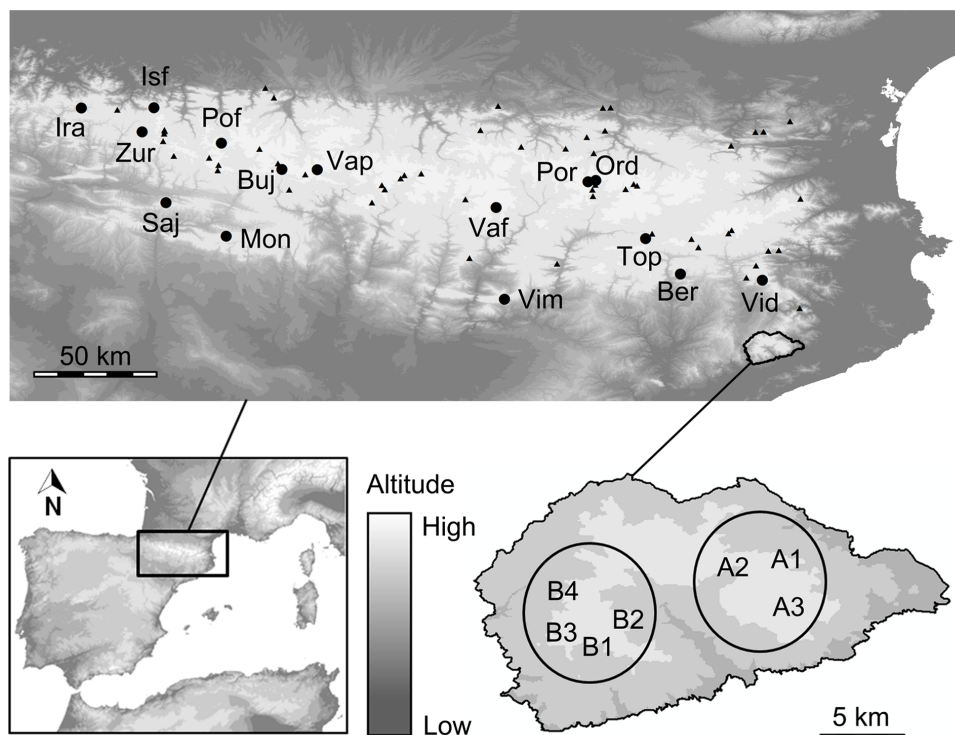 Isf
Ira
Pof
Zur
Buj
Vap
Por
Ord
Saj
Mon
Vaf
Top
Ber
Vid
Vim
50 km
N
Altitude
High
Low
A2
A1
A3
B4
B2
B3
B1
5 km